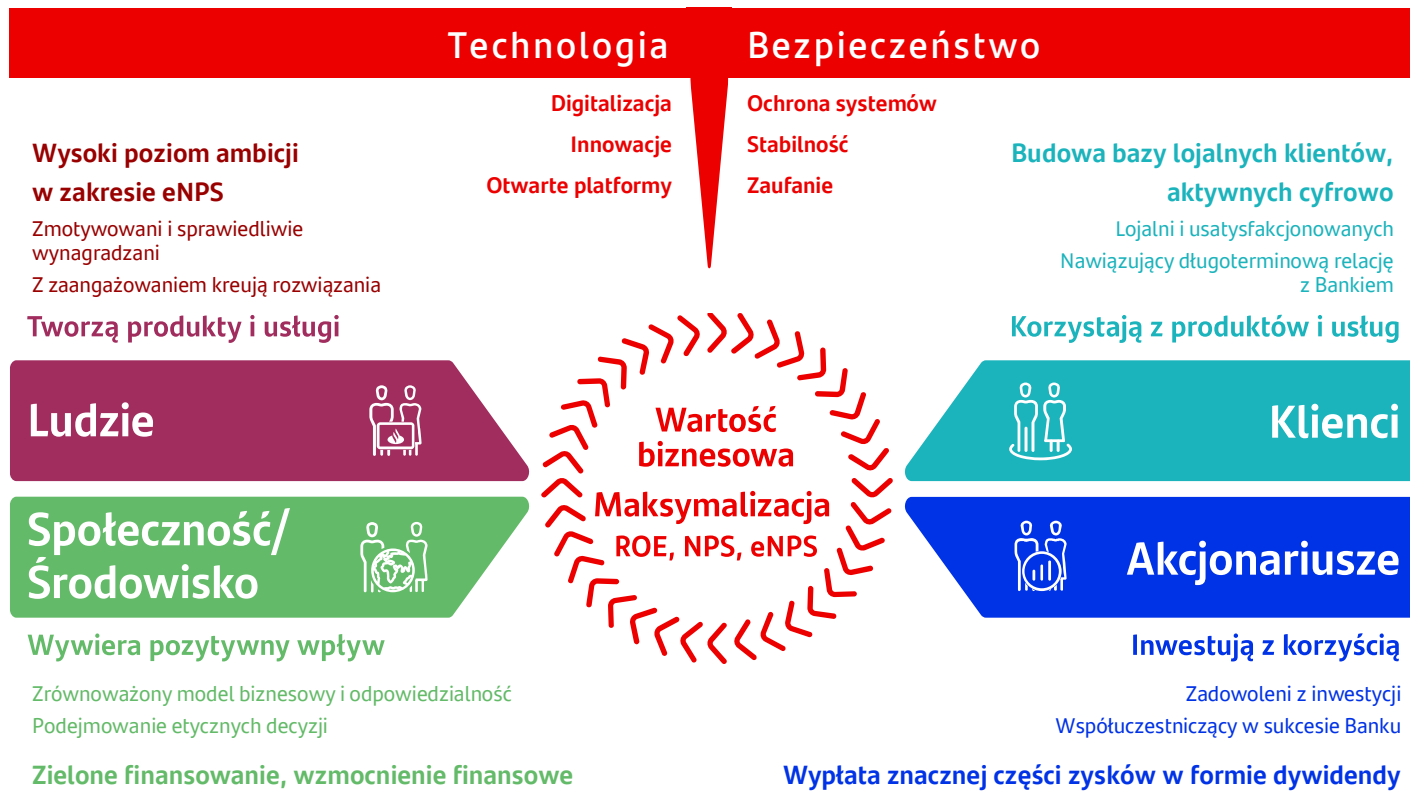 Technologia
Bezpieczeństwo
Digitalizacja
Innowacje
Otwarte platformy
Ochrona systemów
Stabilność
Zaufanie
Wysoki poziom ambicji
w zakresie eNPS
Zmotywowani i sprawiedliwie
wynagradzani
Z zaangażowaniem kreują rozwiązania
Tworzą produkty i usługi
Ludzie
Budowa bazy lojalnych klientów,
aktywnych cyfrowo
Lojalni i usatysfakcjonowanych
Nawiązujący długoterminową relację
z Bankiem
Korzystają z produktów i usług
Klienci
Wartość
biznesowa
Maksymalizacja
ROE, NPS, eNPS
Społeczność/
Środowisko
Wywiera pozytywny wpływ
Zrównoważony model biznesowy i odpowiedzialność
Podejmowanie etycznych decyzji
Zielone finansowanie, wzmocnienie finansowe
Akcjonariusze
Inwestują z korzyścią
Zadowoleni z inwestycji
Współuczestniczący w sukcesie Banku
Wypłata znacznej części zysków w formie dywidendy